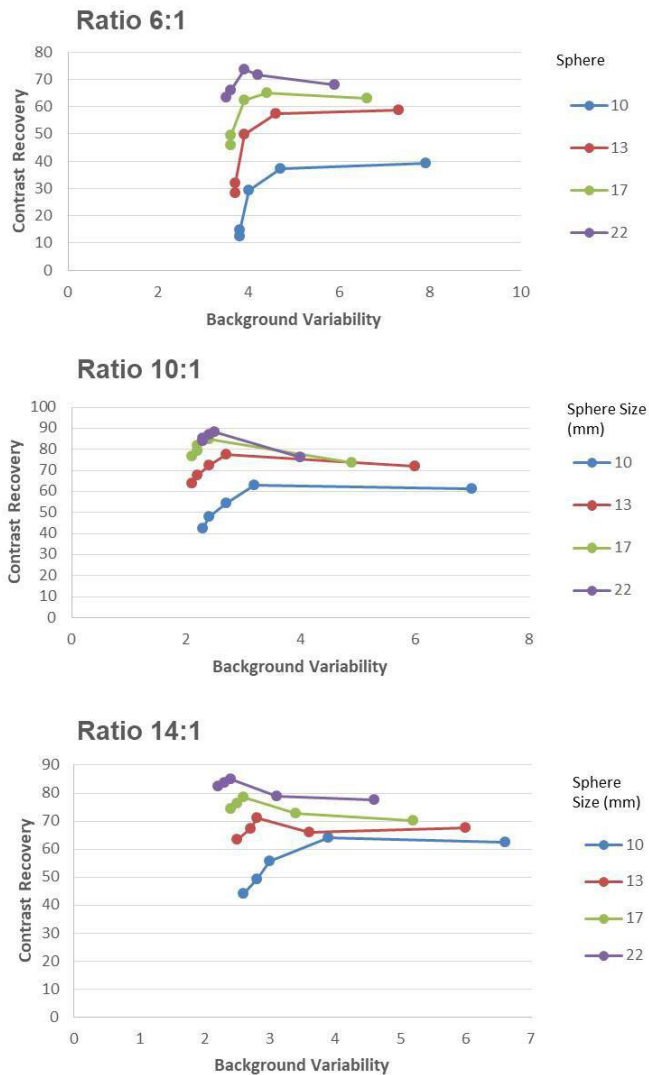 Ratio 6:1
80
70
60
50
40
30
20
10
0
Contrast Recovery
0 2 4 6 8 10
Background Variability
Sphere
10
13
17
22
Ratio 10:1
100
90
80
70
60
50
40
30
20
10
0
Contrast Recovery
0 2 4 6 8
Background Variability
Sphere Size
(mm)
10
13
17
22
Ratio 14:1
90
80
70
60
50
40
30
20
10
0
Contrast Recovery
0 1 2 3 4 5 6 7
Background Variability
Sphere
Size (mm)
10
13
17
22